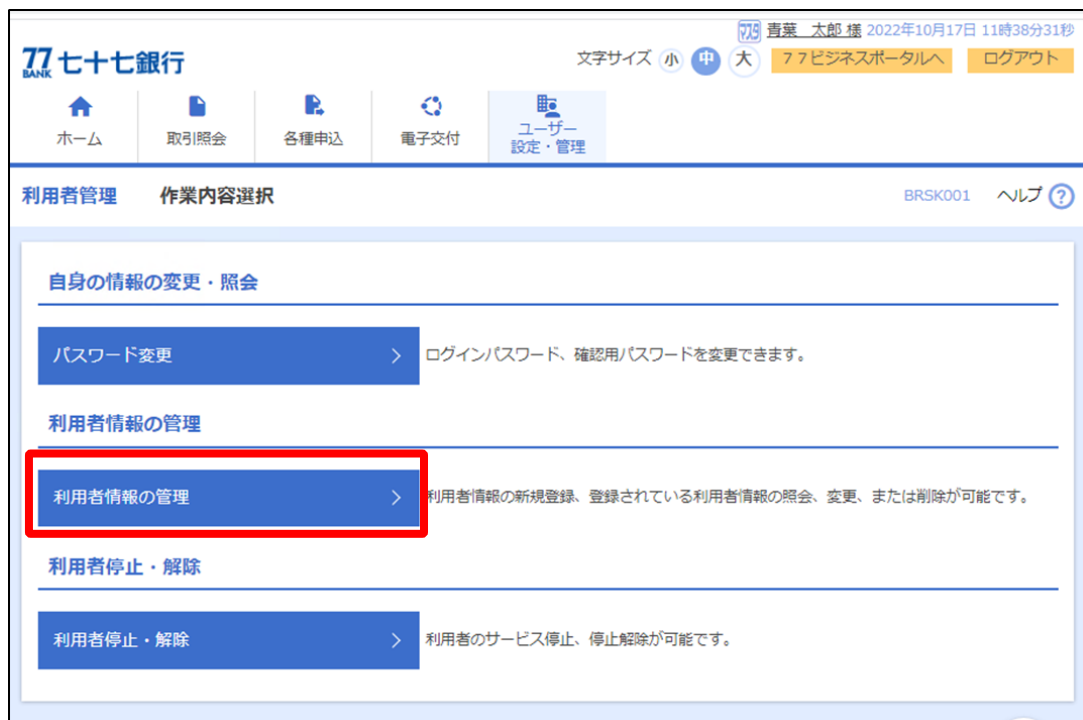 マスタ 青葉 太郎 様 2022年10月17日 11時38分31秒
77 BANK 七十七銀行
文字サイズ 小 中 大 77ビジネスポータルへ ログアウト
ホーム 取引照会 各種申込 電子交付 ユーザー
設定・管理
利用者管理 作業内容選択 BRSK001 ヘルプ ?
自身の情報の変更・照会
パスワード変更 ログインパスワード、確認用パスワードを変更できます。
利用者情報の管理
利用者情報の管理 利用者情報の新規登録、登録されている利用者情報の照会、変更、または削除が可能です。
利用者停止・解除
利用者停止・解除 利用者のサービス停止、停止解除が可能です。